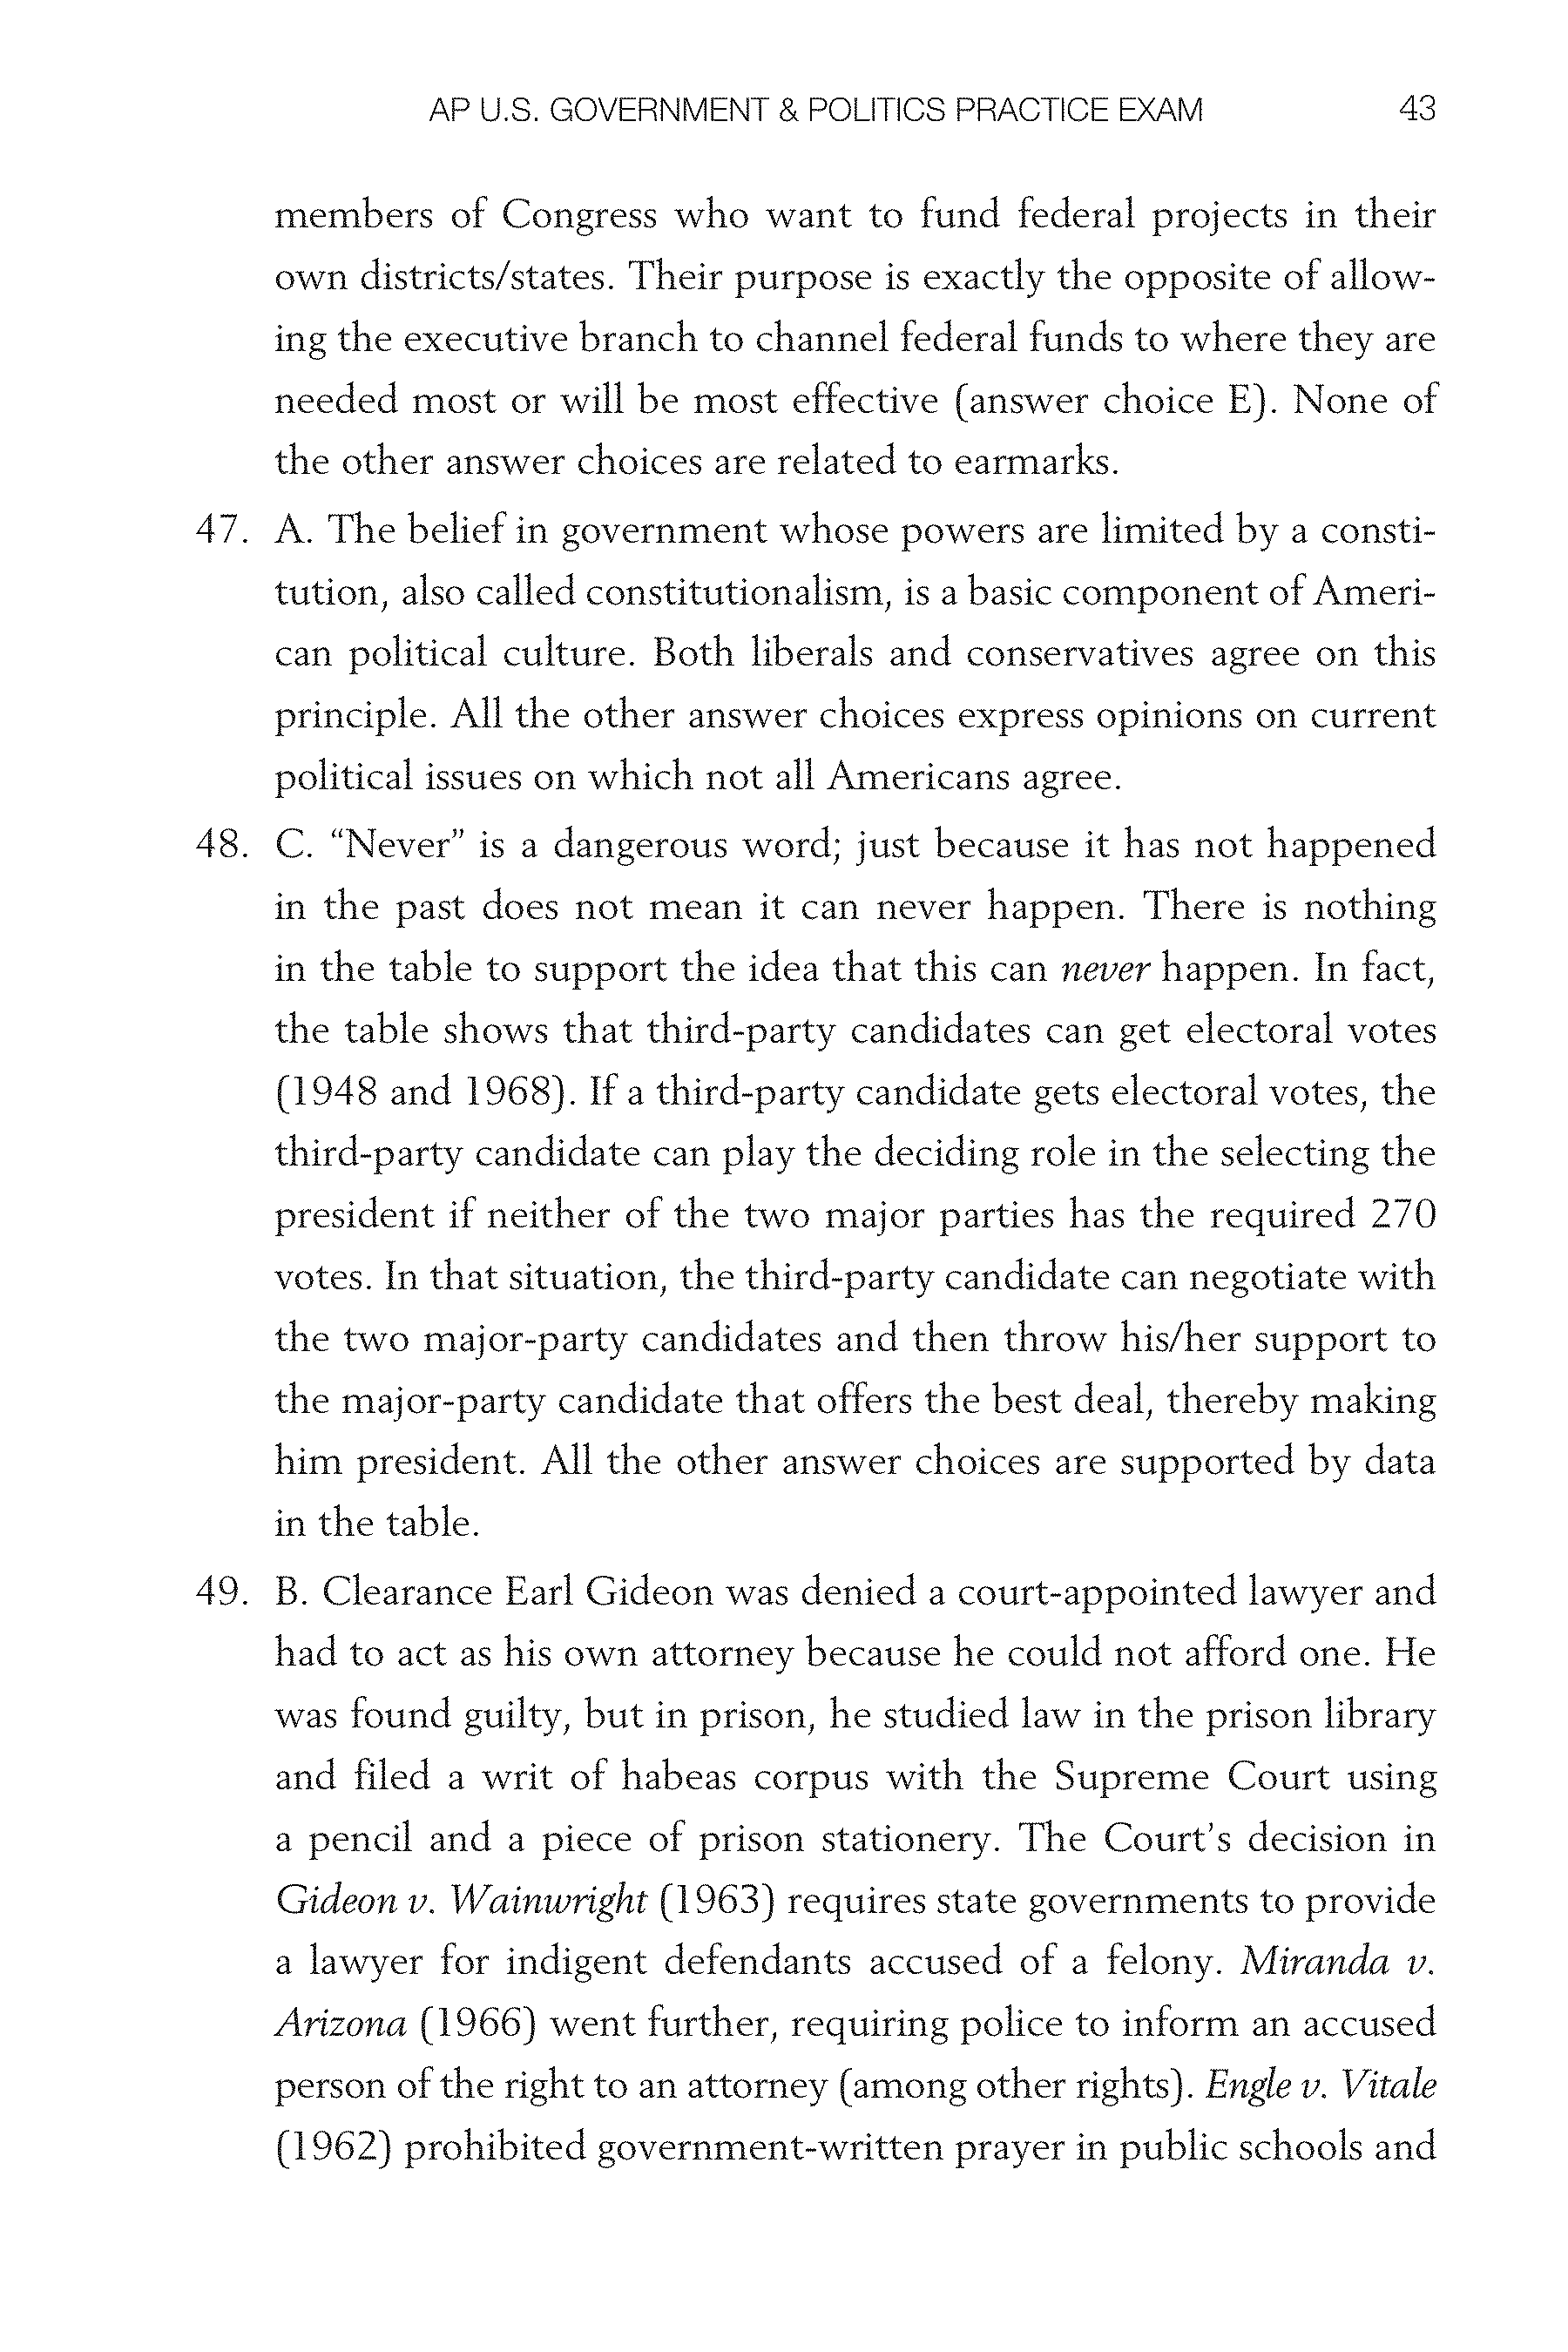 AP U.S. GOVERNMENT & POLITICS PRACTICE EXAM 43
members of Congress who want to fund federal projects in their
own districts/states. Their purpose is exactly the opposite of allow-
ing the executive branch to channel federal funds to where they are
needed most or will be most effective (answer choice E). None of
the other answer choices are related to earmarks.
47. A. The belief in government whose powers are limited by a consti-
tution, also called constitutionalism, is a basic component of Ameri-
can political culture. Both liberals and conservatives agree on this
principle. All the other answer choices express opinions on current
political issues on which not all Americans agree.
48. C. “Never” is a dangerous word; just because it has not happened
in the past does not mean it can never happen. There is nothing
in the table to support the idea that this can never happen. In fact,
the table shows that third-party candidates can get electoral votes
(1948 and 1968). If a third-party candidate gets electoral votes, the
third-party candidate can play the deciding role in the selecting the
president if neither of the two major parties has the required 270
votes. In that situation, the third-party candidate can negotiate with
the two major-party candidates and then throw his/her support to
the major-party candidate that offers the best deal, thereby making
him president. All the other answer choices are supported by data
in the table.
49. B. Clearance Earl Gideon was denied a court-appointed lawyer and
had to act as his own attorney because he could not afford one. He
was found guilty, but in prison, he studied law in the prison library
and filed a writ of habeas corpus with the Supreme Court using
a pencil and a piece of prison stationery. The Court’s decision in
Gideon v. Wainwright (1963) requires state governments to provide
a lawyer for indigent defendants accused of a felony. Miranda v.
Arizona (1966) went further, requiring police to inform an accused
person of the right to an attorney (among other rights). Engle v. Vitale
(1962) prohibited government-written prayer in public schools and